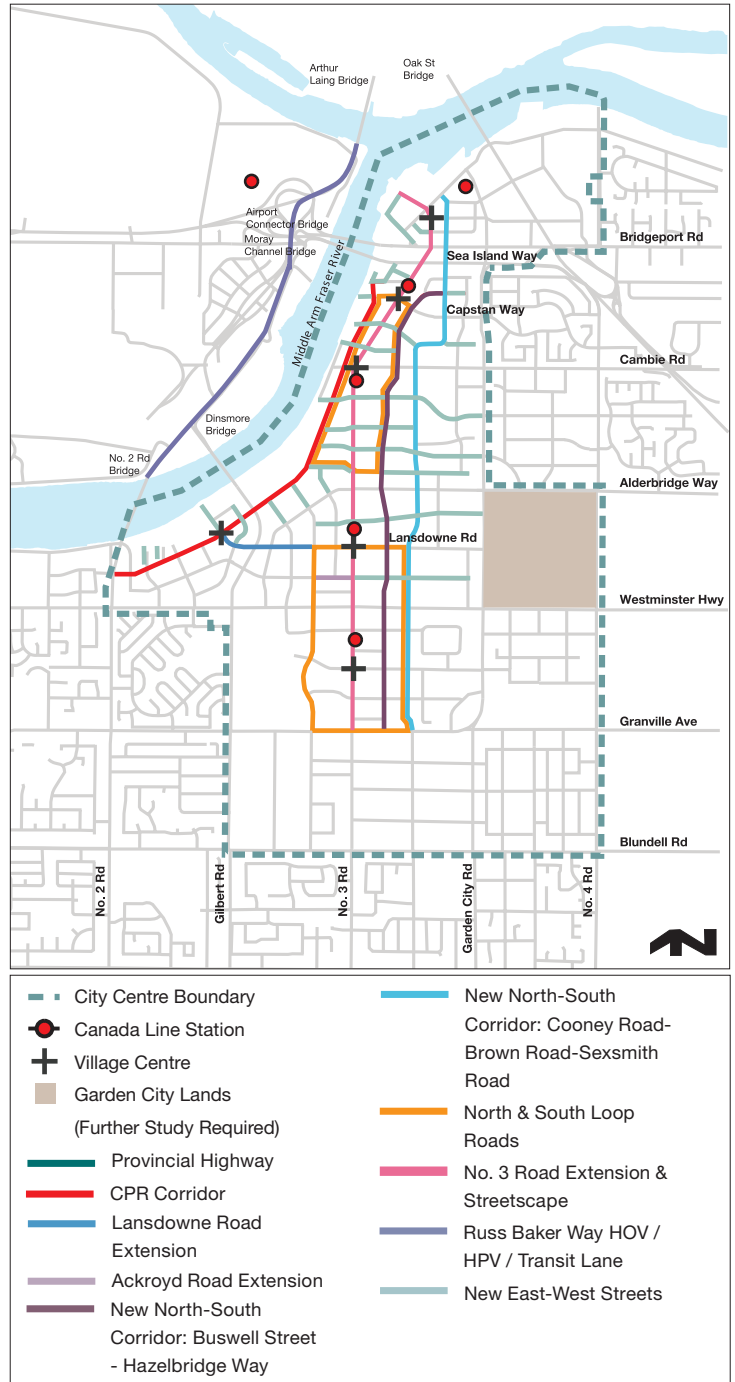 Arthur
Laing Bridge
Oak St
Bridge
Airport
Connector Bridge
Moray
Channel Bridge
Bridgeport Rd
Sea Island Way
Middle Arm Fraser River
Capstan Way
Cambie Rd
Dinsmore
Bridge
No. 2 Rd
Bridge
Alderbridge Way
Lansdowne Rd
Westminster Hwy
Granville Ave
Blundell Rd
No. 2 Rd
Gilbert Rd
No. 3 Rd
Garden City Rd
No. 4 Rd
N
City Centre Boundary
Canada Line Station
Village Centre
Garden City Lands
(Further Study Required)
Provincial Highway
CPR Corridor
Lansdowne Road
Extension
Ackroyd Road Extension
New North-South
Corridor: Buswell Street
- Hazelbridge Way
New North-South
Corridor: Cooney Road-
Brown Road-Sexsmith
Road
North & South Loop
Roads
No. 3 Road Extension &
Streetscape
Russ Baker Way HOV /
HPV / Transit Lane
New East-West Streets